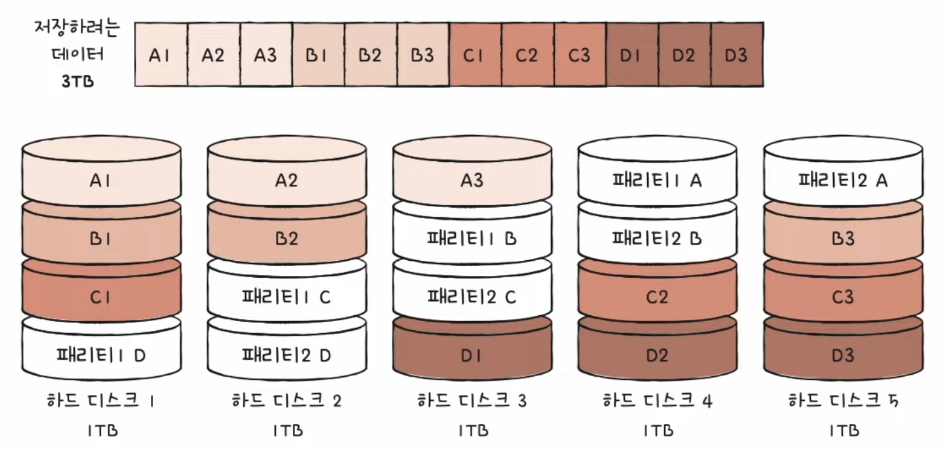 저장하려는
데이터
3TB
A1 A2 A3 B1 B2 B3 C1 C2 C3 D1 D2 D3
A1 A2 A3 패리티1 A 패리티2 A
B1 B2 패리티1 B 패리티2 B B3
C1 패리티1 C 패리티2 C C2 C3
패리티1 D 패리티2 D D1 D2 D3
하드 디스크 1 하드 디스크 2 하드 디스크 3 하드 디스크 4 하드 디스크 5
1TB 1TB 1TB 1TB 1TB